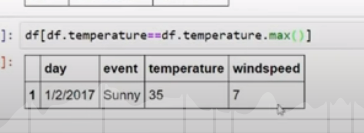 ]: df[df.temperature==df.temperature.max()]
]:
day event temperature windspeed
1 1/2/2017 Sunny 35 7